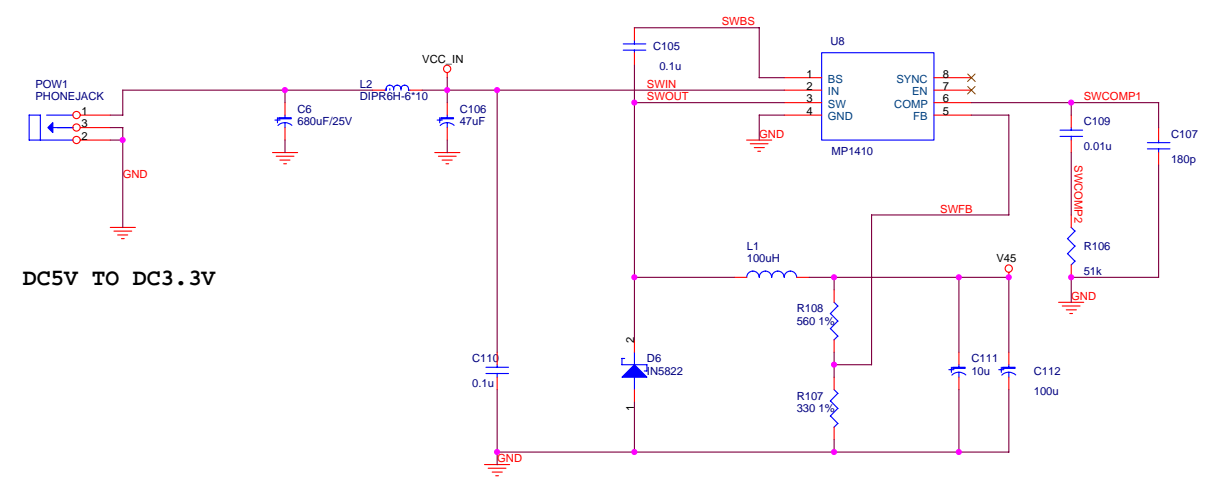 SWBS
U8
C105
0.1u
VCC_IN
POW1
PHONEJACK
L2
DIPR6H-6*10
SWIN
SWOUT
1
BS
2
IN
3
SW
4
GND
SYNC
8
EN
7
COMP
6
FB
5
MP1410
GND
SWCOMP1
C6
680uF/25V
C106
47uF
1
3
2
GND
C109
0.01u
C107
180p
SWCOMP2
SWFB
R106
51k
GND
DC5V TO DC3.3V
L1
100uH
V45
R108
560 1%
2
D6
IN5822
1
C110
0.1u
C111
10u
C112
100u
R107
330 1%
GND